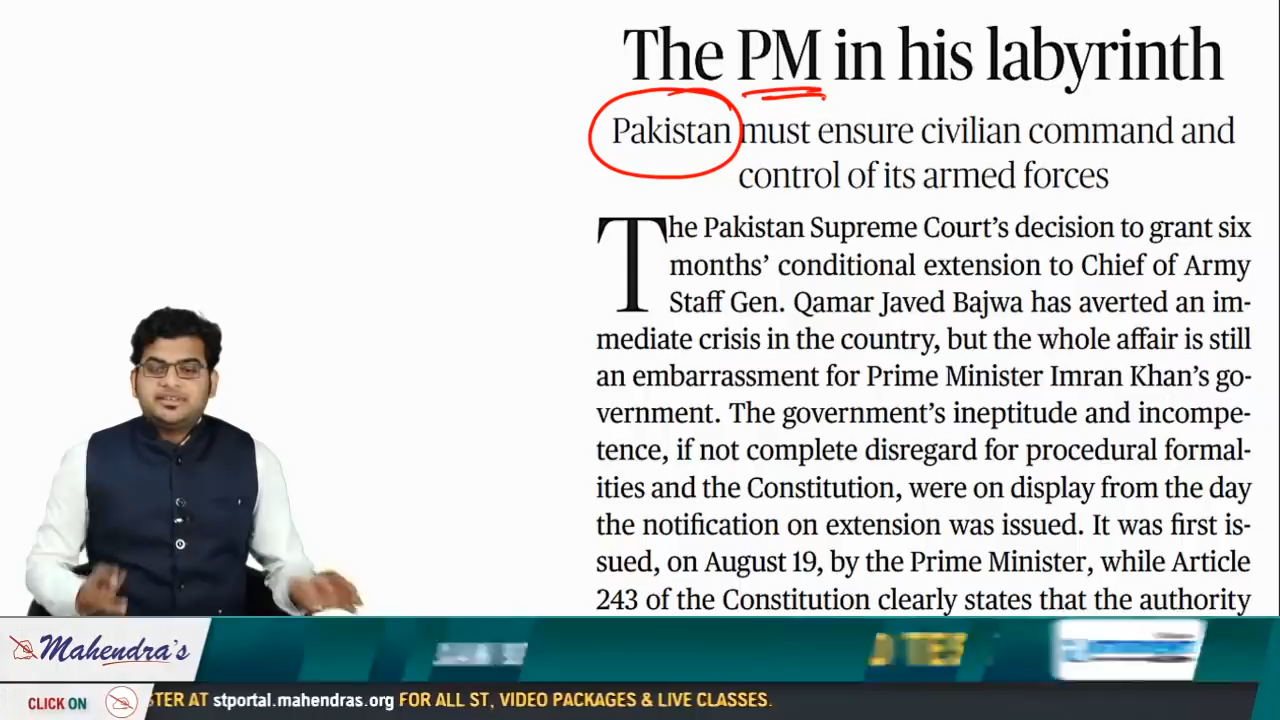 The PM in his labyrinth
Pakistan must ensure civilian command and
control of its armed forces
The Pakistan Supreme Court’s decision to grant six
months’ conditional extension to Chief of Army
Staff Gen. Qamar Javed Bajwa has averted an im-
mediate crisis in the country, but the whole affair is still
an embarrassment for Prime Minister Imran Khan’s go-
vernment. The government’s ineptitude and incompe-
tence, if not complete disregard for procedural formal-
ities and the Constitution, were on display from the day
the notification on extension was issued. It was first is-
sued, on August 19, by the Prime Minister, while Article
243 of the Constitution clearly states that the authority
Mahendra's
CLICK ON
STER AT stportal.mahendras.org FOR ALL ST, VIDEO PACKAGES & LIVE CLASSES.